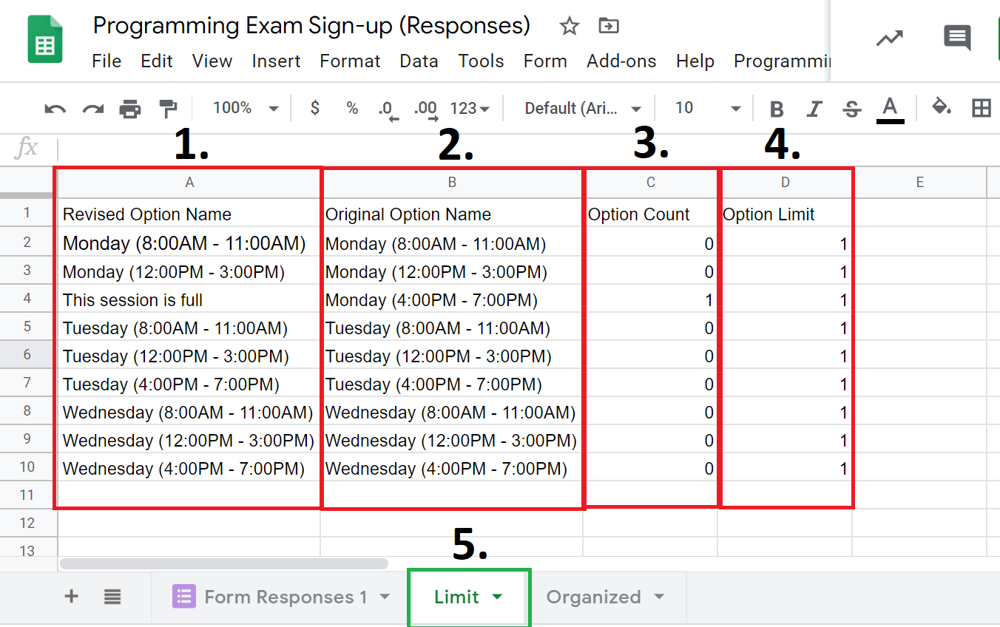 Programming Exam Sign-up (Responses)
File Edit View Insert Format Data Tools Form Add-ons Help Programmin
100% $ % .0 .00 123 Default (Ari... 10 B I S A
fx
1. 2. 3. 4.
A B C D E
1 Revised Option Name Original Option Name Option Count Option Limit
2 Monday (8:00AM - 11:00AM) Monday (8:00AM - 11:00AM) 0 1
3 Monday (12:00PM - 3:00PM) Monday (12:00PM - 3:00PM) 0 1
4 This session is full Monday (4:00PM - 7:00PM) 1 1
5 Tuesday (8:00AM - 11:00AM) Tuesday (8:00AM - 11:00AM) 0 1
6 Tuesday (12:00PM - 3:00PM) Tuesday (12:00PM - 3:00PM) 0 1
7 Tuesday (4:00PM - 7:00PM) Tuesday (4:00PM - 7:00PM) 0 1
8 Wednesday (8:00AM - 11:00AM) Wednesday (8:00AM - 11:00AM) 0 1
9 Wednesday (12:00PM - 3:00PM) Wednesday (12:00PM - 3:00PM) 0 1
10 Wednesday (4:00PM - 7:00PM) Wednesday (4:00PM - 7:00PM) 0 1
11
12
5.
13
+ Form Responses 1 Limit Organized